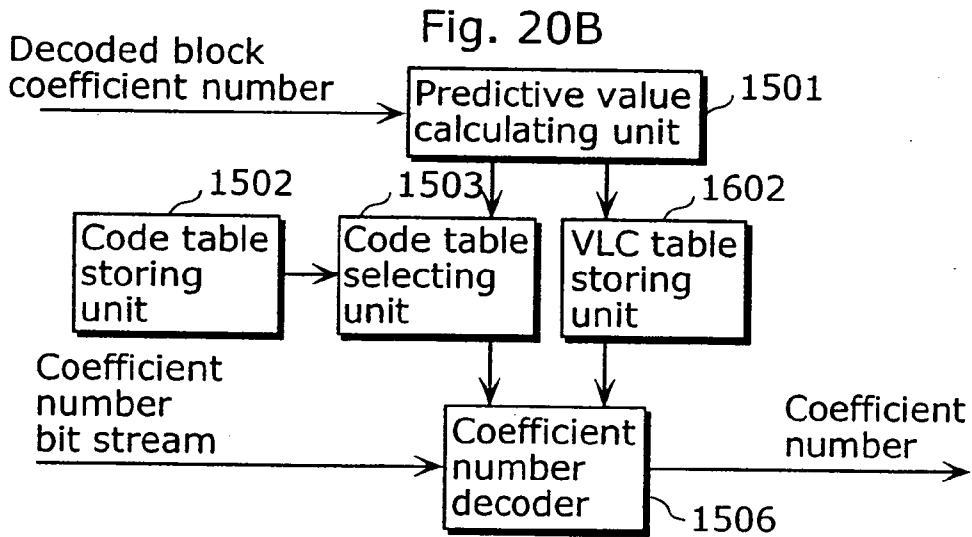 Fig. 20B
Decoded block
coefficient number
Predictive value
calculating unit
1501
1502
1503
1602
Code table
storing
unit
Code table
selecting
unit
VLC table
storing
unit
Coefficient
number
bit stream
Coefficient
number
decoder
1506
Coefficient
number